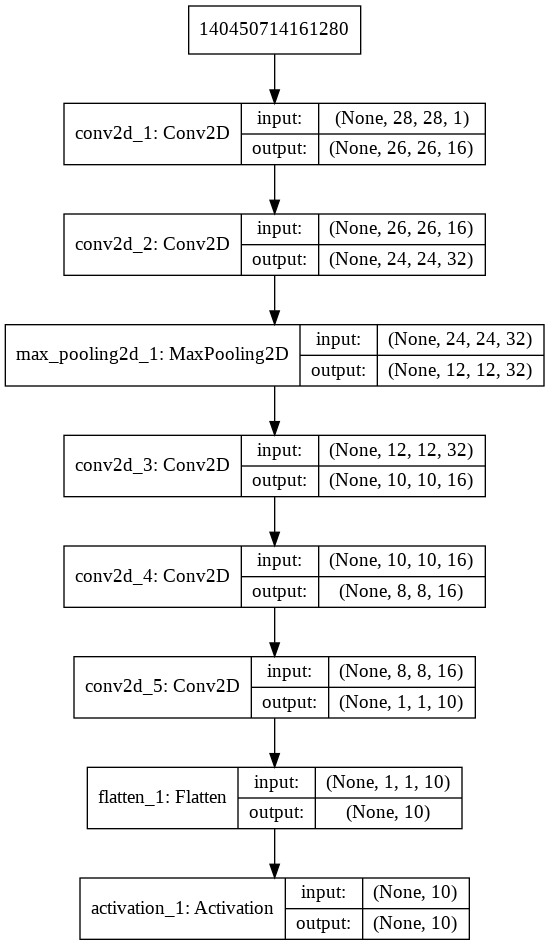 140450714161280
conv2d_1: Conv2D
input:
(None, 28, 28, 1)
output:
(None, 26, 26, 16)
conv2d_2: Conv2D
input:
(None, 26, 26, 16)
output:
(None, 24, 24, 32)
max_pooling2d_1: MaxPooling2D
input:
(None, 24, 24, 32)
output:
(None, 12, 12, 32)
conv2d_3: Conv2D
input:
(None, 12, 12, 32)
output:
(None, 10, 10, 16)
conv2d_4: Conv2D
input:
(None, 10, 10, 16)
output:
(None, 8, 8, 16)
conv2d_5: Conv2D
input:
(None, 8, 8, 16)
output:
(None, 1, 1, 10)
flatten_1: Flatten
input:
(None, 1, 1, 10)
output:
(None, 10)
activation_1: Activation
input:
(None, 10)
output:
(None, 10)